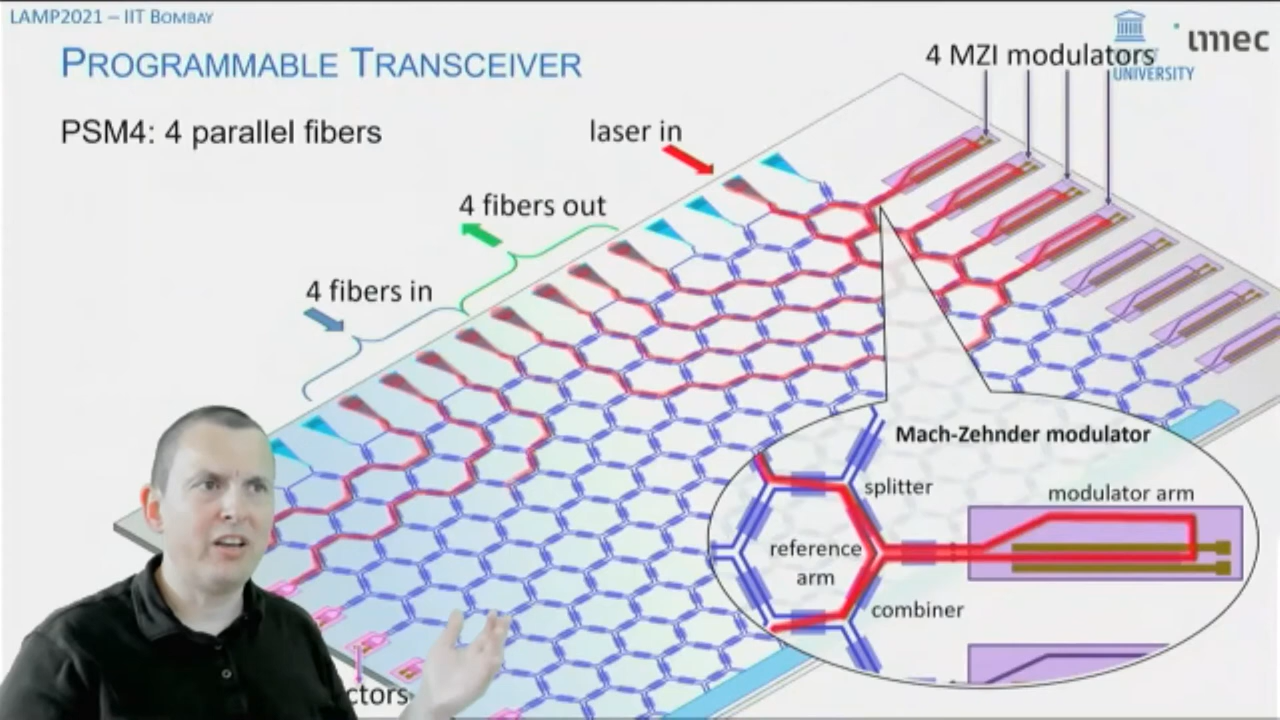 LAMP2021 – IIT BOMBAY
PROGRAMMABLE TRANSCEIVER
PSM4: 4 parallel fibers
imec
UNIVERSITY
4 MZI modulators
laser in
4 fibers out
4 fibers in
Mach-Zehnder modulator
splitter
modulator arm
reference
arm
combiner